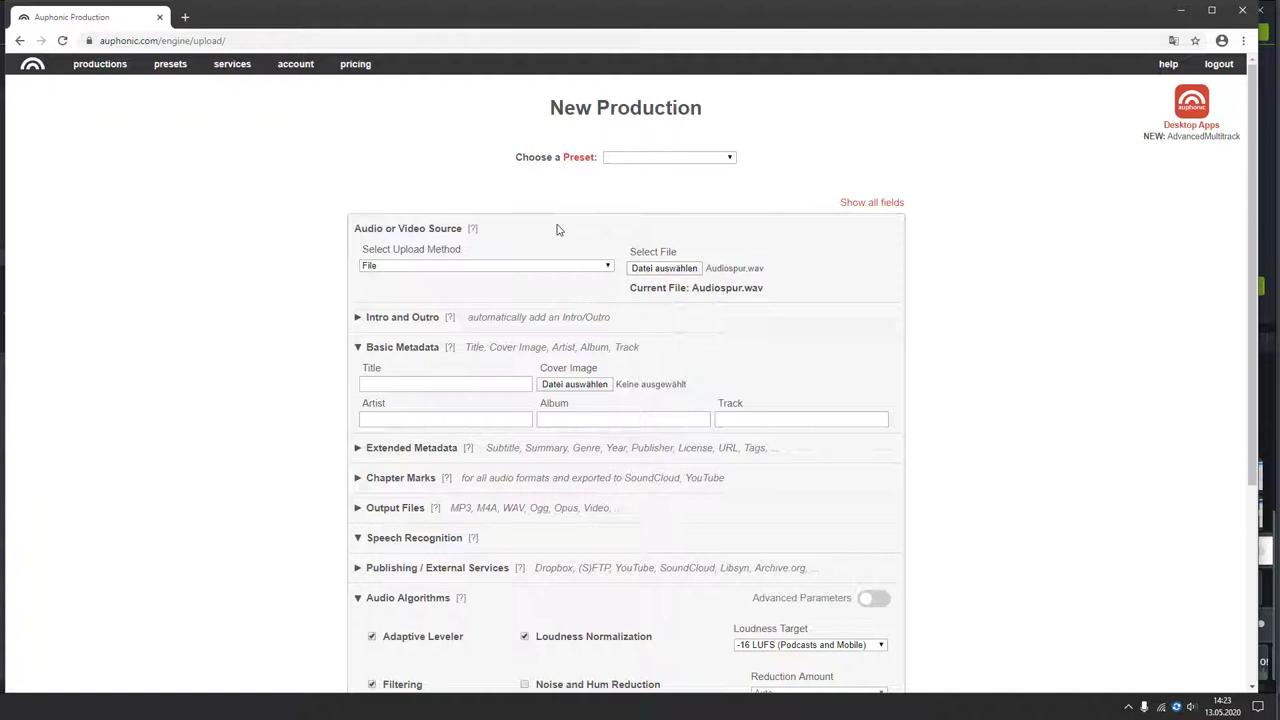 Auphonic Production
auphonic.com/engine/upload/
productions presets services account pricing help logout
New Production
auphonic
Desktop Apps
NEW: AdvancedMultitrack
Choose a Preset:
Show all fields
Audio or Video Source [?]
Select Upload Method
File
Select File
Datei auswählen Audiospur.wav
Current File: Audiospur.wav
Intro and Outro [?] automatically add an Intro/Outro
Basic Metadata [?] Title, Cover Image, Artist, Album, Track
Title Cover Image
Datei auswählen Keine ausgewählt
Artist Album Track
Extended Metadata [?] Subtitle, Summary, Genre, Year, Publisher, License, URL, Tags, ...
Chapter Marks [?] for all audio formats and exported to SoundCloud, YouTube
Output Files [?] MP3, M4A, WAV, Ogg, Opus, Video, ...
Speech Recognition [?]
Publishing / External Services [?] Dropbox, (S)FTP, YouTube, SoundCloud, Libsyn, Archive.org, ...
Audio Algorithms [?] Advanced Parameters
Adaptive Leveler Loudness Normalization
Loudness Target
-16 LUFS (Podcasts and Mobile)
Filtering Noise and Hum Reduction
Reduction Amount
Auto
14:23
13.05.2020